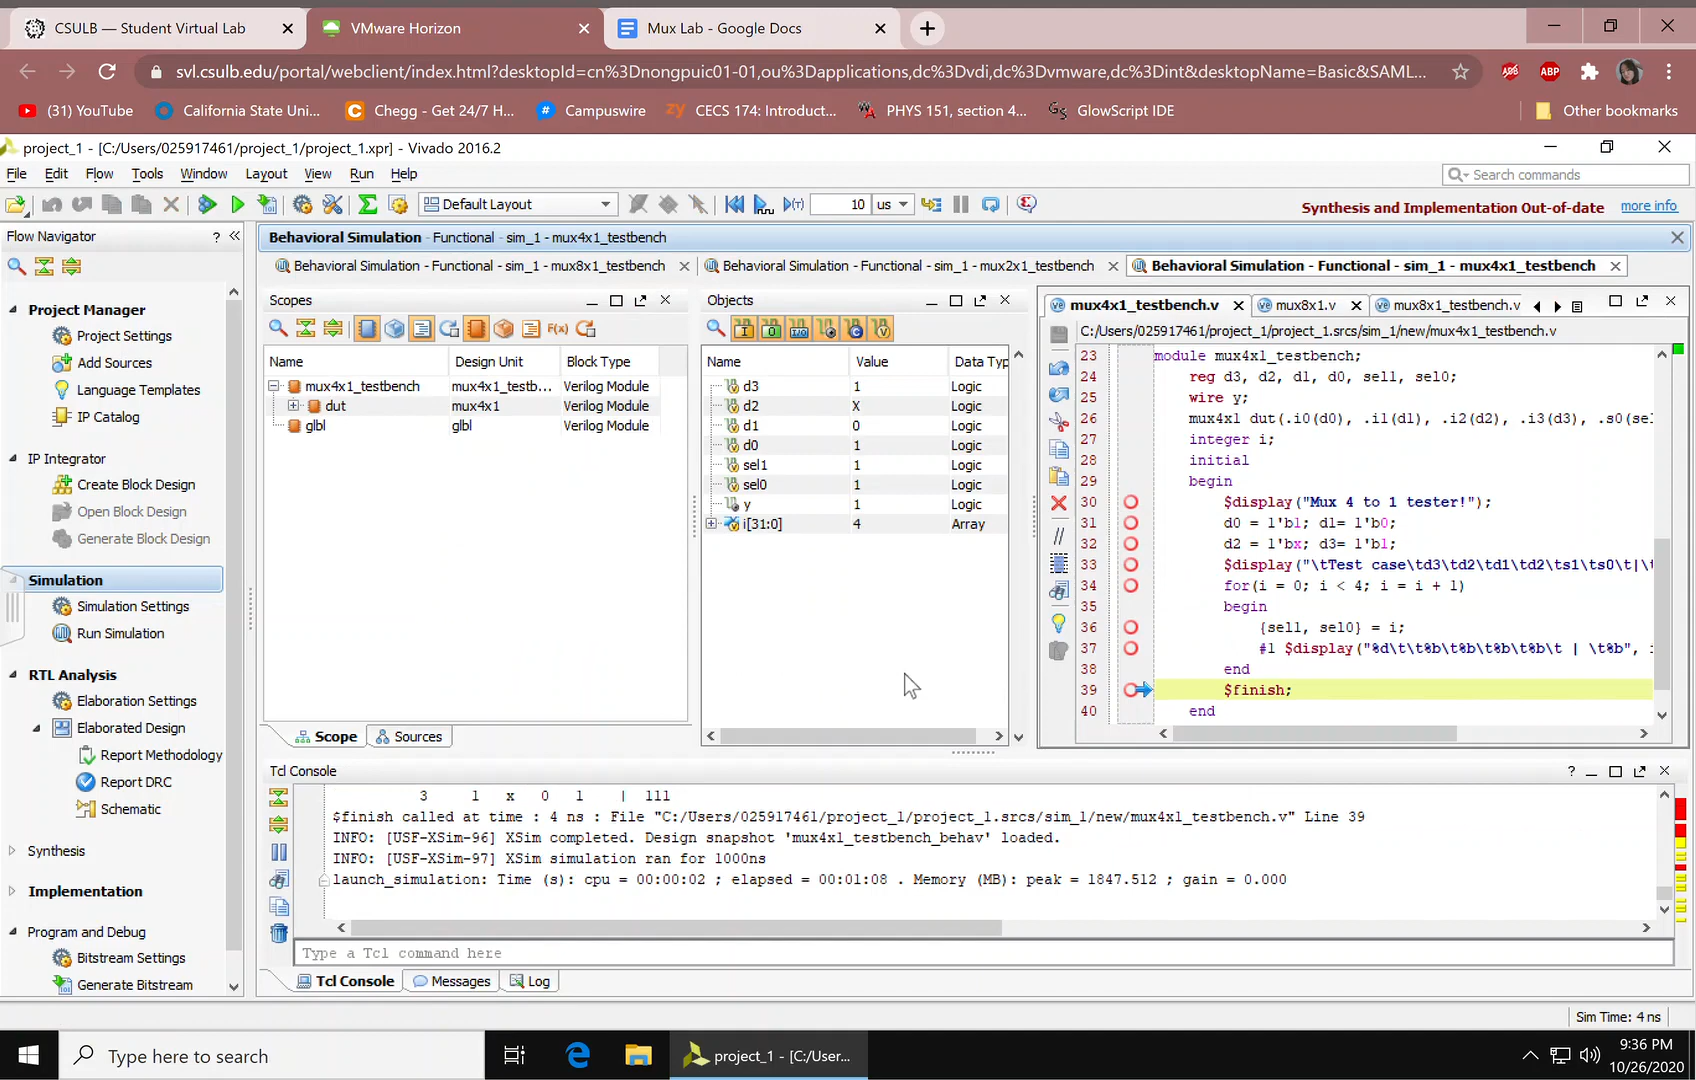 CSULB — Student Virtual Lab
VMware Horizon
Mux Lab - Google Docs
svl.csulb.edu/portal/webclient/index.html?desktopId=cn%3Dnongpuic01-01,ou%3Dapplications,dc%3Dvdi,dc%3Dvmware,dc%3Dint&desktopName=Basic&SAML...
ABP
(31) YouTube
California State Uni...
Chegg - Get 24/7 H...
Campuswire
zy CECS 174: Introduct...
PHYS 151, section 4...
GlowScript IDE
Other bookmarks
project_1 - [C:/Users/025917461/project_1/project_1.xpr] - Vivado 2016.2
File Edit Flow Tools Window Layout View Run Help
Search commands
Default Layout
10 us
Synthesis and Implementation Out-of-date more info
Flow Navigator ? «
Behavioral Simulation - Functional - sim_1 - mux4x1_testbench
Behavioral Simulation - Functional - sim_1 - mux8x1_testbench
Behavioral Simulation - Functional - sim_1 - mux2x1_testbench
Behavioral Simulation - Functional - sim_1 - mux4x1_testbench
Project Manager
Project Settings
Add Sources
Language Templates
IP Catalog
IP Integrator
Create Block Design
Open Block Design
Generate Block Design
Simulation
Simulation Settings
Run Simulation
RTL Analysis
Elaboration Settings
Elaborated Design
Report Methodology
Report DRC
Schematic
Synthesis
Implementation
Program and Debug
Bitstream Settings
Generate Bitstream
Scopes
F(x)
Name Design Unit Block Type
mux4x1_testbench mux4x1_testb... Verilog Module
dut mux4x1 Verilog Module
glbl glbl Verilog Module
Scope Sources
Objects
Name Value Data Typ
d3 1 Logic
d2 X Logic
d1 0 Logic
d0 1 Logic
sel1 1 Logic
sel0 1 Logic
y 1 Logic
i[31:0] 4 Array
mux4x1_testbench.v
mux8x1.v
mux8x1_testbench.v
C:/Users/025917461/project_1/project_1.srcs/sim_1/new/mux4x1_testbench.v
23 module mux4x1_testbench;
24 reg d3, d2, d1, d0, sel1, sel0;
25 wire y;
26 mux4x1 dut(.i0(d0), .i1(d1), .i2(d2), .i3(d3), .s0(se
27 integer i;
28 initial
29 begin
30 $display("Mux 4 to 1 tester!");
31 d0 = 1'b1; d1= 1'b0;
32 d2 = 1'bx; d3= 1'b1;
33 $display("\tTest case\td3\td2\td1\td2\ts1\ts0\t|\t
34 for(i = 0; i < 4; i = i + 1)
35 begin
36 {sel1, sel0} = i;
37 #1 $display("%d\t\t%b\t%b\t%b\t%b\t | \t%b", i
38 end
39 $finish;
40 end
Tcl Console
3 1 x 0 1 | 111
$finish called at time : 4 ns : File "C:/Users/025917461/project_1/project_1.srcs/sim_1/new/mux4x1_testbench.v" Line 39
INFO: [USF-XSim-96] XSim completed. Design snapshot 'mux4x1_testbench_behav' loaded.
INFO: [USF-XSim-97] XSim simulation ran for 1000ns
launch_simulation: Time (s): cpu = 00:00:02 ; elapsed = 00:01:08 . Memory (MB): peak = 1847.512 ; gain = 0.000
Type a Tcl command here
Tcl Console Messages Log
Sim Time: 4 ns
Type here to search
project_1 - [C:/User...
9:36 PM
10/26/2020